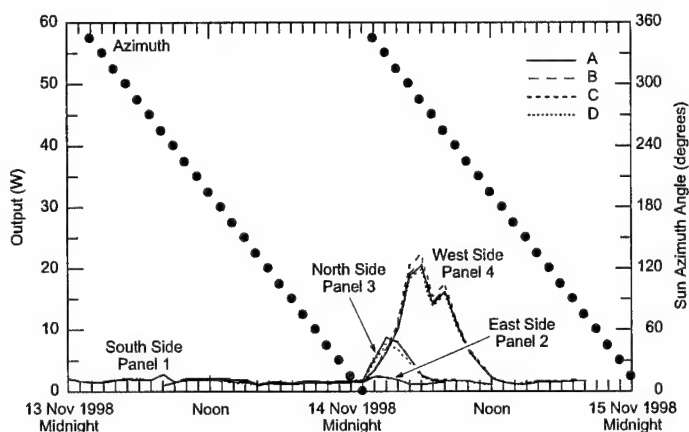 60
50
40
30
20
10
0
Output (W)
360
300
240
180
120
60
0
Sun Azimuth Angle (degrees)
Azimuth
A
B
C
D
North Side
Panel 3
West Side
Panel 4
East Side
Panel 2
South Side
Panel 1
13 Nov 1998
Midnight
Noon
14 Nov 1998
Midnight
Noon
15 Nov 1998
Midnight